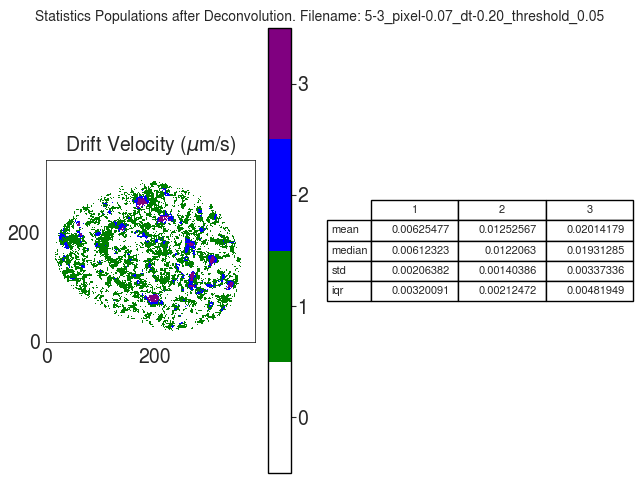 Statistics Populations after Deconvolution. Filename: 5-3_pixel-0.07_dt-0.20_threshold_0.05
Drift Velocity (μm/s)
200
0
0 200
3
2
1
0
1 2 3
mean 0.00625477 0.01252567 0.02014179
median 0.00612323 0.0122063 0.01931285
std 0.00206382 0.00140386 0.00337336
iqr 0.00320091 0.00212472 0.00481949